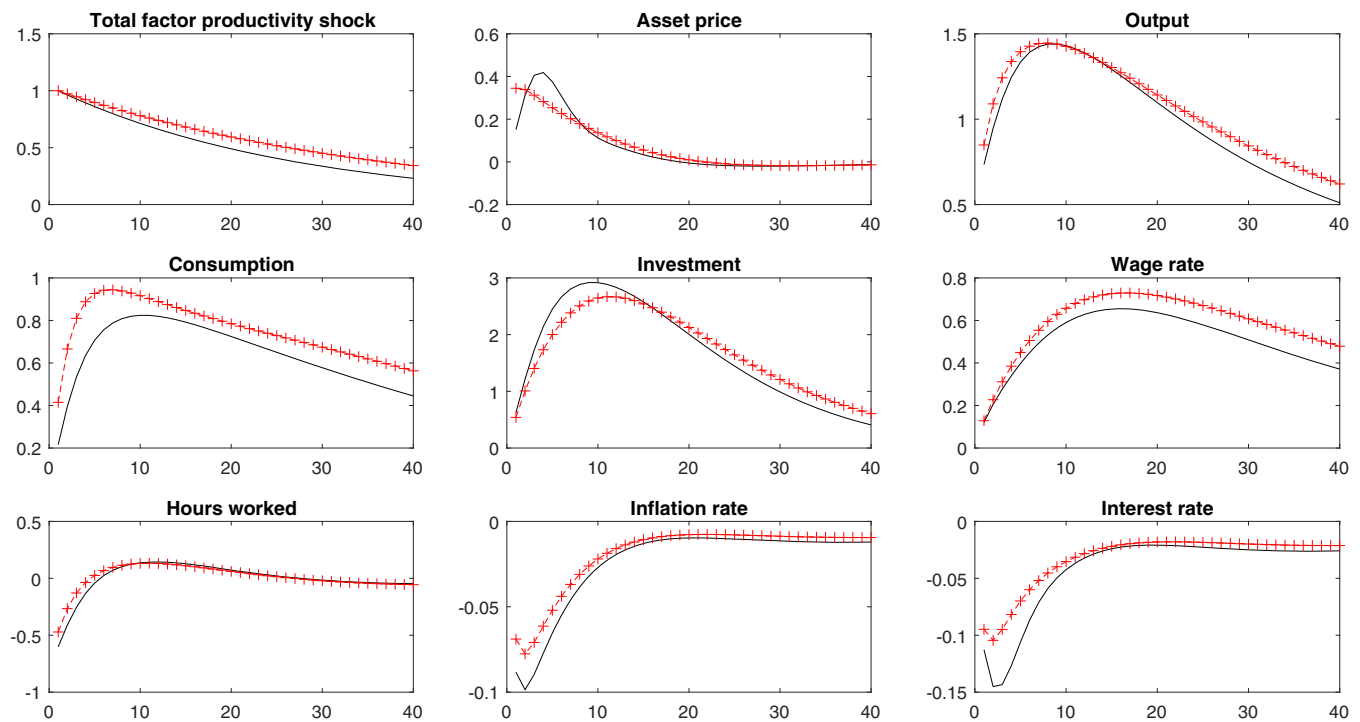 Total factor productivity shock
1.5
1
0.5
0
0 10 20 30 40
Asset price
0.6
0.4
0.2
0
-0.2
0 10 20 30 40
Output
1.5
1
0.5
0 10 20 30 40
Consumption
1
0.8
0.6
0.4
0.2
0 10 20 30 40
Investment
3
2
1
0
0 10 20 30 40
Wage rate
0.8
0.6
0.4
0.2
0
0 10 20 30 40
Hours worked
0.5
0
-0.5
-1
0 10 20 30 40
Inflation rate
0
-0.05
-0.1
0 10 20 30 40
Interest rate
0
-0.05
-0.1
-0.15
0 10 20 30 40